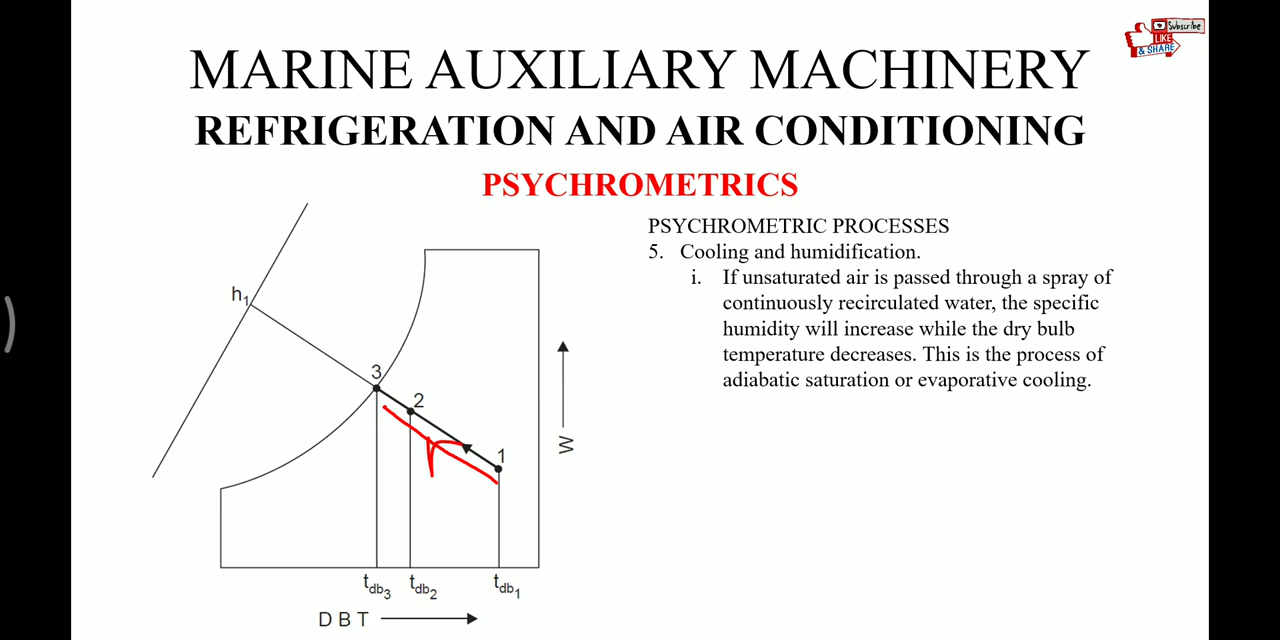 Subscribe
LIKE
& SHARE
MARINE AUXILIARY MACHINERY
REFRIGERATION AND AIR CONDITIONING
PSYCHROMETRICS
PSYCHROMETRIC PROCESSES
5. Cooling and humidification.
i. If unsaturated air is passed through a spray of
continuously recirculated water, the specific
humidity will increase while the dry bulb
temperature decreases. This is the process of
adiabatic saturation or evaporative cooling.
h1
3
2
1
W
tdb3 tdb2 tdb1
D B T